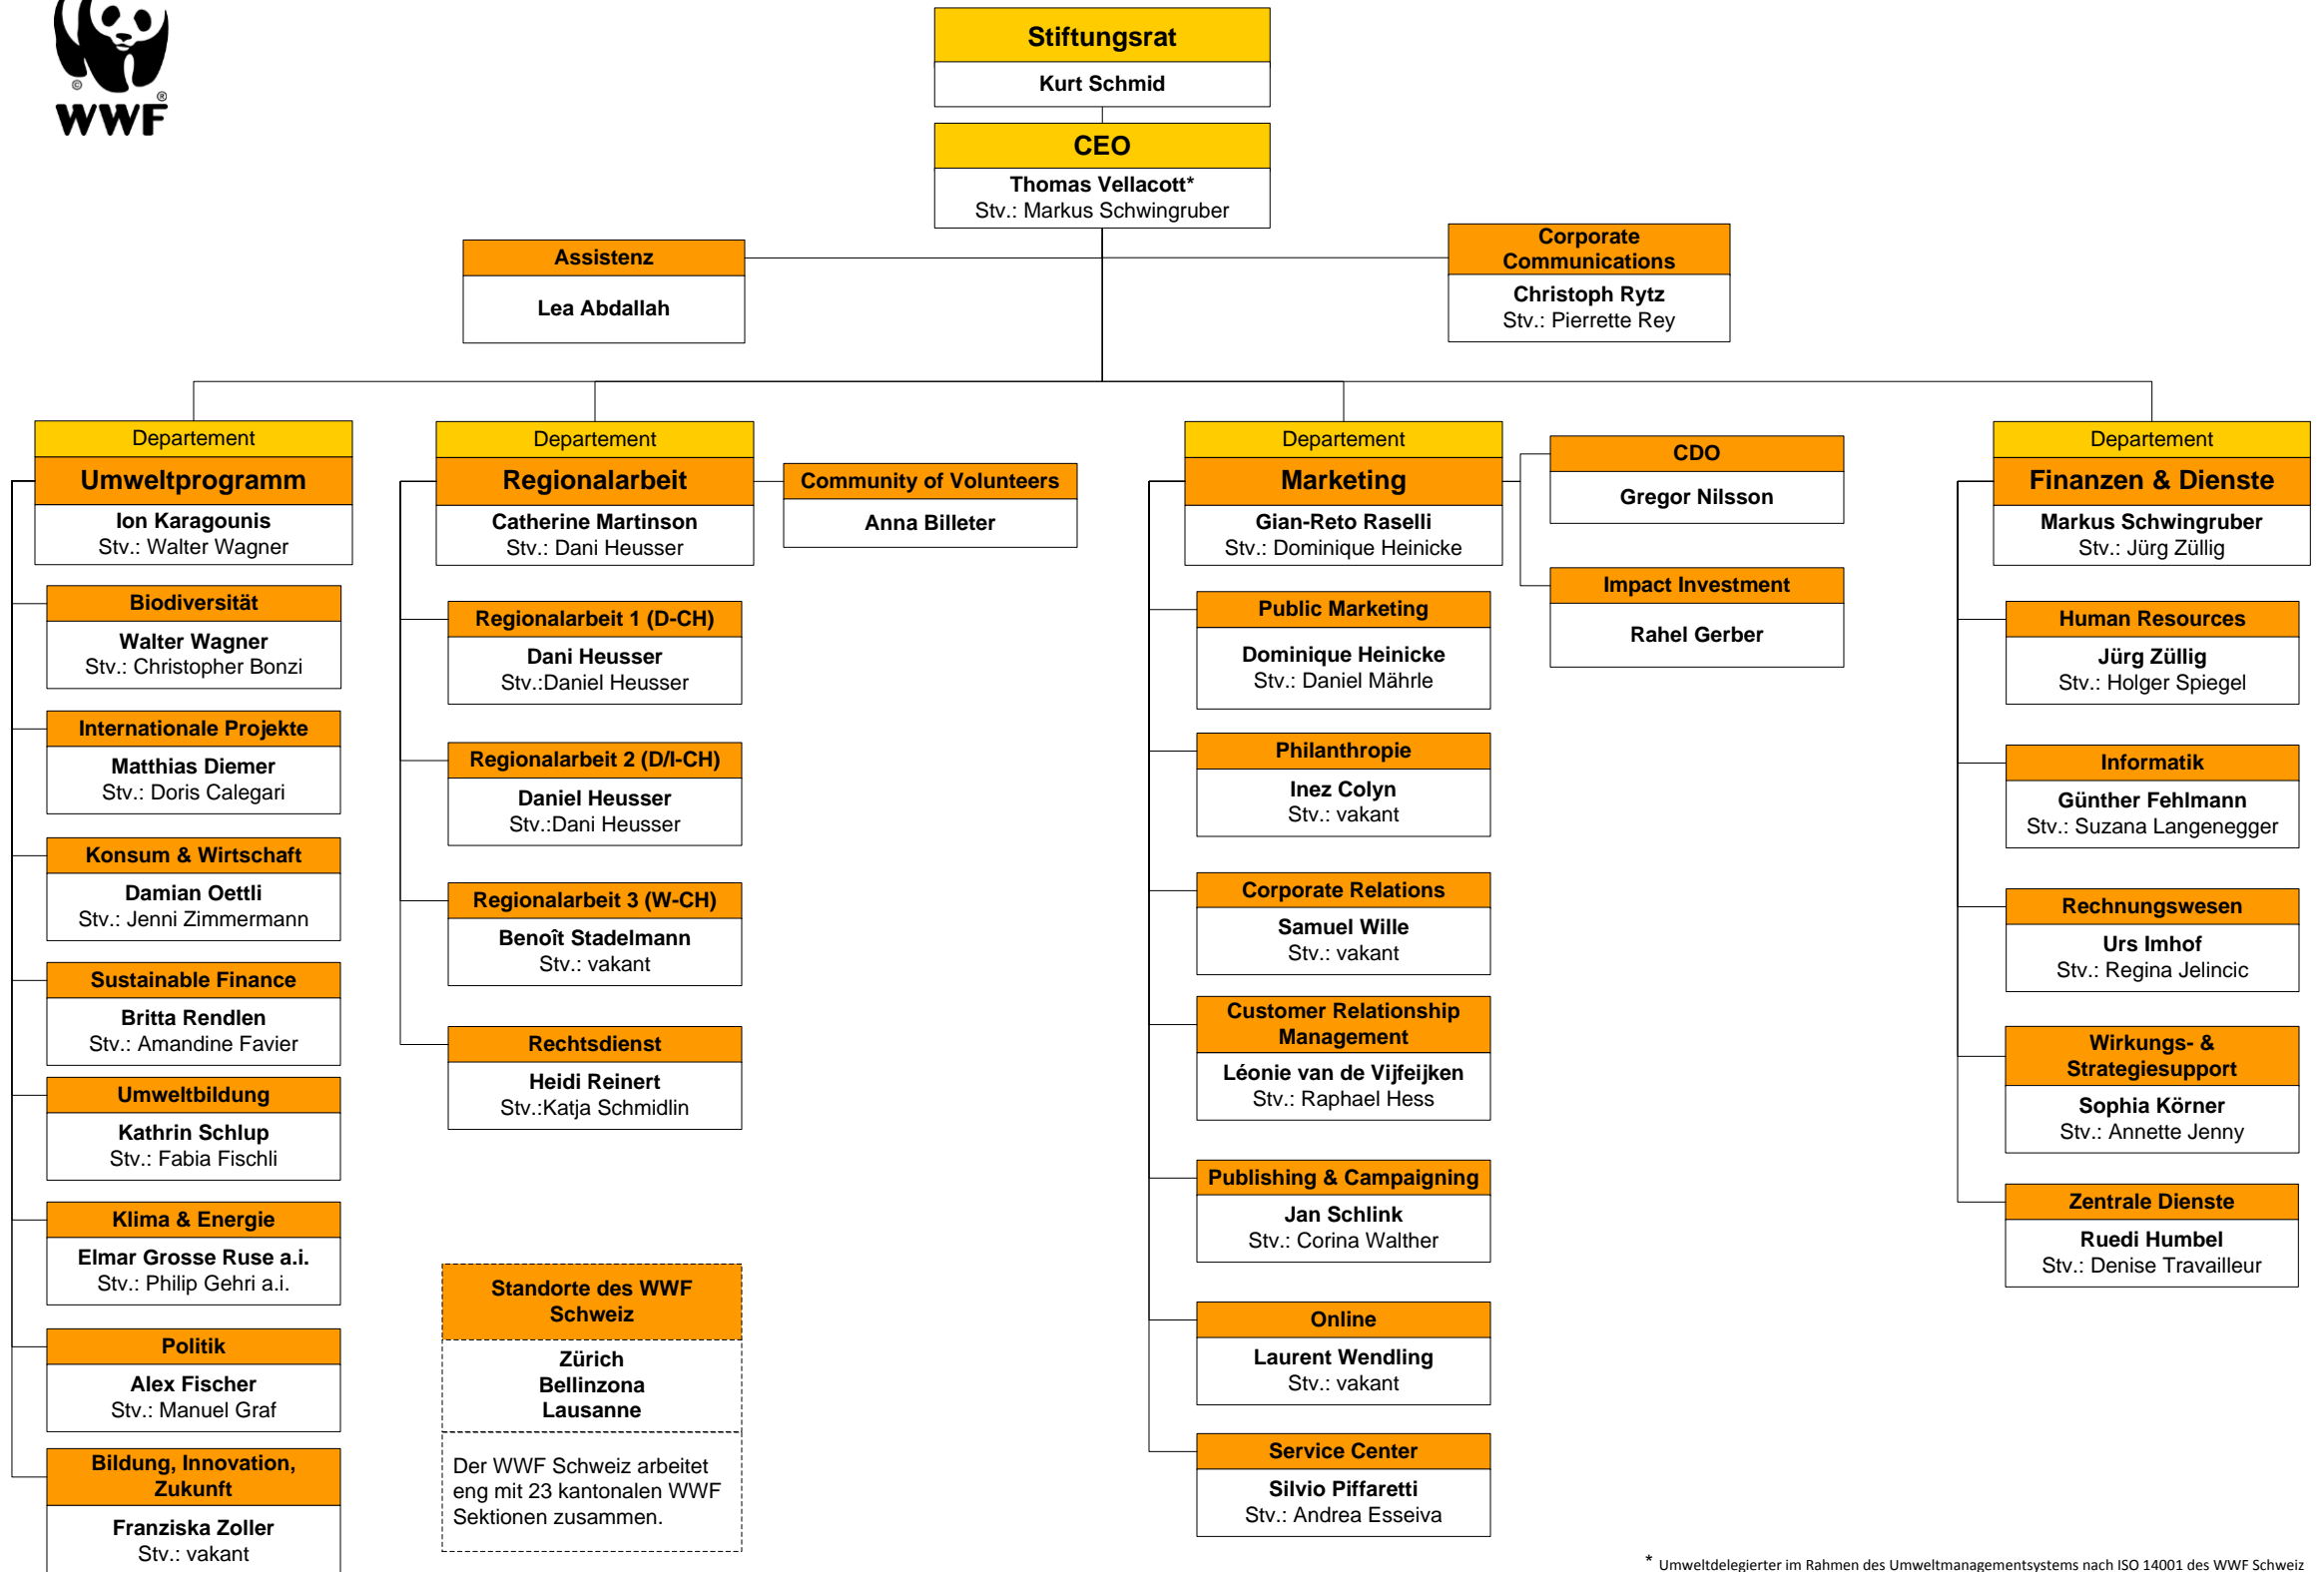 ©
®
WWF
Stiftungsrat
Kurt Schmid
CEO
Thomas Vellacott*
Stv.: Markus Schwingruber
Assistenz
Lea Abdallah
Corporate
Communications
Christoph Rytz
Stv.: Pierrette Rey
Departement
Umweltprogramm
Ion Karagounis
Stv.: Walter Wagner
Biodiversität
Walter Wagner
Stv.: Christopher Bonzi
Internationale Projekte
Matthias Diemer
Stv.: Doris Calegari
Konsum & Wirtschaft
Damian Oettli
Stv.: Jenni Zimmermann
Sustainable Finance
Britta Rendlen
Stv.: Amandine Favier
Umweltbildung
Kathrin Schlup
Stv.: Fabia Fischli
Klima & Energie
Elmar Grosse Ruse a.i.
Stv.: Philip Gehri a.i.
Politik
Alex Fischer
Stv.: Manuel Graf
Bildung, Innovation,
Zukunft
Franziska Zoller
Stv.: vakant
Departement
Regionalarbeit
Catherine Martinson
Stv.: Dani Heusser
Community of Volunteers
Anna Billeter
Regionalarbeit 1 (D-CH)
Dani Heusser
Stv.:Daniel Heusser
Regionalarbeit 2 (D/I-CH)
Daniel Heusser
Stv.:Dani Heusser
Regionalarbeit 3 (W-CH)
Benoît Stadelmann
Stv.: vakant
Rechtsdienst
Heidi Reinert
Stv.:Katja Schmidlin
Standorte des WWF
Schweiz
Zürich
Bellinzona
Lausanne
Der WWF Schweiz arbeitet
eng mit 23 kantonalen WWF
Sektionen zusammen.
Departement
Marketing
Gian-Reto Raselli
Stv.: Dominique Heinicke
CDO
Gregor Nilsson
Impact Investment
Rahel Gerber
Public Marketing
Dominique Heinicke
Stv.: Daniel Mährle
Philanthropie
Inez Colyn
Stv.: vakant
Corporate Relations
Samuel Wille
Stv.: vakant
Customer Relationship
Management
Léonie van de Vijfeijken
Stv.: Raphael Hess
Publishing & Campaigning
Jan Schlink
Stv.: Corina Walther
Online
Laurent Wendling
Stv.: vakant
Service Center
Silvio Piffaretti
Stv.: Andrea Esseiva
Departement
Finanzen & Dienste
Markus Schwingruber
Stv.: Jürg Züllig
Human Resources
Jürg Züllig
Stv.: Holger Spiegel
Informatik
Günther Fehlmann
Stv.: Suzana Langenegger
Rechnungswesen
Urs Imhof
Stv.: Regina Jelincic
Wirkungs- &
Strategiesupport
Sophia Körner
Stv.: Annette Jenny
Zentrale Dienste
Ruedi Humbel
Stv.: Denise Travailleur
* Umweltdelegierter im Rahmen des Umweltmanagementsystems nach ISO 14001 des WWF Schweiz